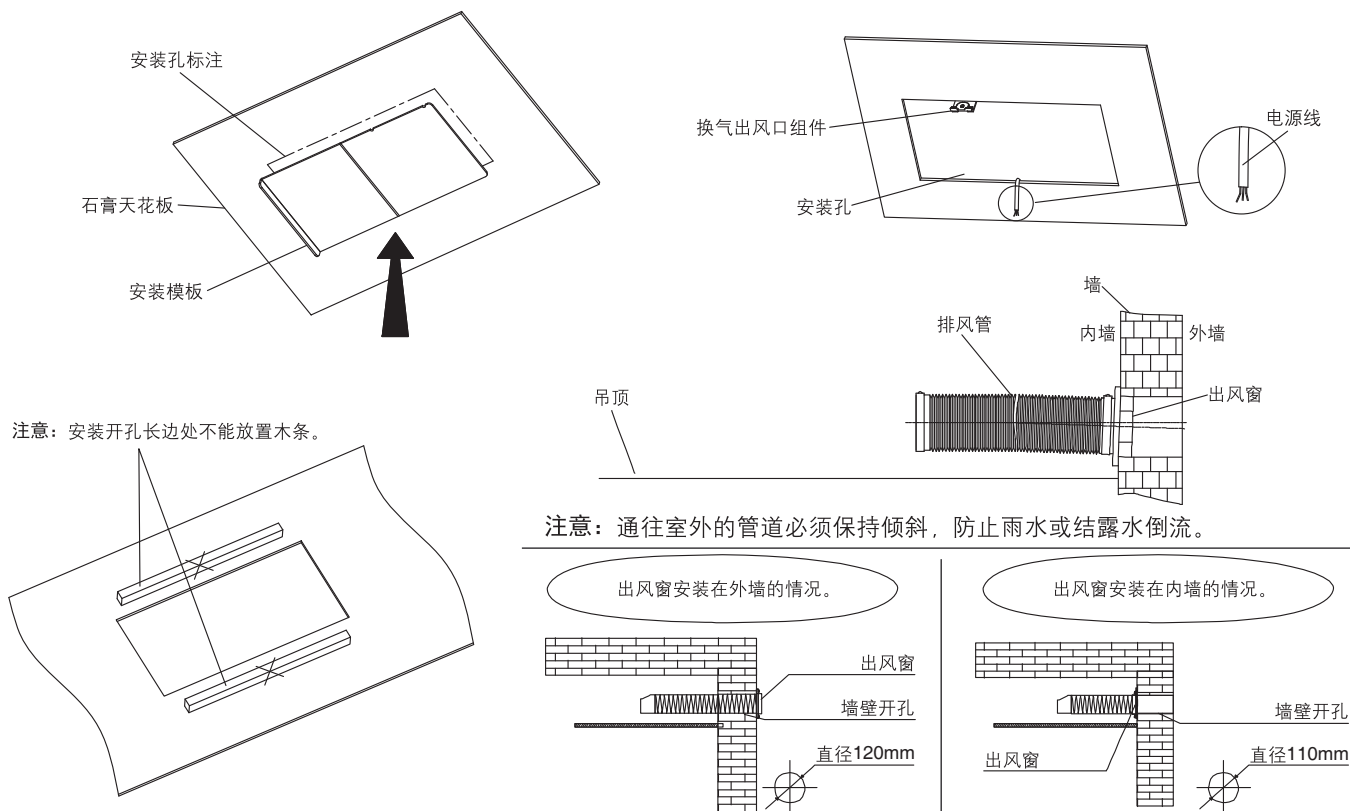 安装孔标注
石膏天花板
安装模板
换气出风口组件
电源线
安装孔
墙
排风管
内墙
外墙
出风窗
吊顶
注意：安装开孔长边处不能放置木条。
注意：通往室外的管道必须保持倾斜，防止雨水或结露水倒流。
出风窗安装在外墙的情况。
出风窗
墙壁开孔
直径120mm
出风窗安装在内墙的情况。
墙壁开孔
出风窗
直径110mm